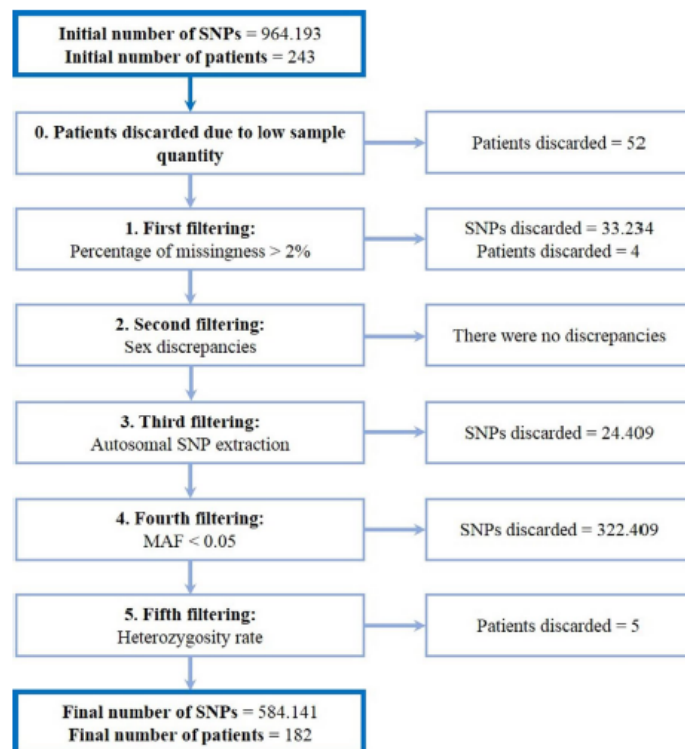 Initial number of SNPs = 964.193
Initial number of patients = 243
0. Patients discarded due to low sample
quantity
Patients discarded = 52
1. First filtering:
Percentage of missingness > 2%
SNPs discarded = 33.234
Patients discarded = 4
2. Second filtering:
Sex discrepancies
There were no discrepancies
3. Third filtering:
Autosomal SNP extraction
SNPs discarded = 24.409
4. Fourth filtering:
MAF < 0.05
SNPs discarded = 322.409
5. Fifth filtering:
Heterozygosity rate
Patients discarded = 5
Final number of SNPs = 584.141
Final number of patients = 182